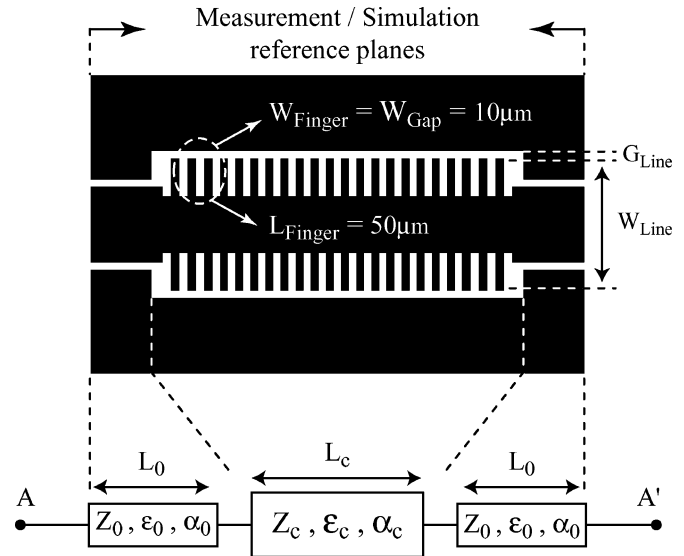 Measurement / Simulation
reference planes
W_Finger = W_Gap = 10µm
G_Line
W_Line
L_Finger = 50µm
L_0
L_c
L_0
A
A'
Z_0 , ε_0 , α_0
Z_c , ε_c , α_c
Z_0 , ε_0 , α_0